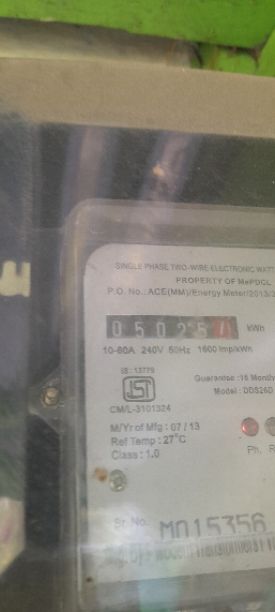 SINGLE PHASE TWO-WIRE ELECTRONIC WATT
PROPERTY OF MePDCL
P.O. No.: ACE(MM)/Energy Meter/2013/
05025 kWh
10-60A 240V 50Hz 1600 Imp/kWh
IS : 13779
ISI
Guarantee :18 Month
CM/L-3101324
Model : DDS26D
M/Yr of Mfg : 07 / 13
Ref Temp : 27°C
Ph.
Class : 1.0
Sr. No. M015356